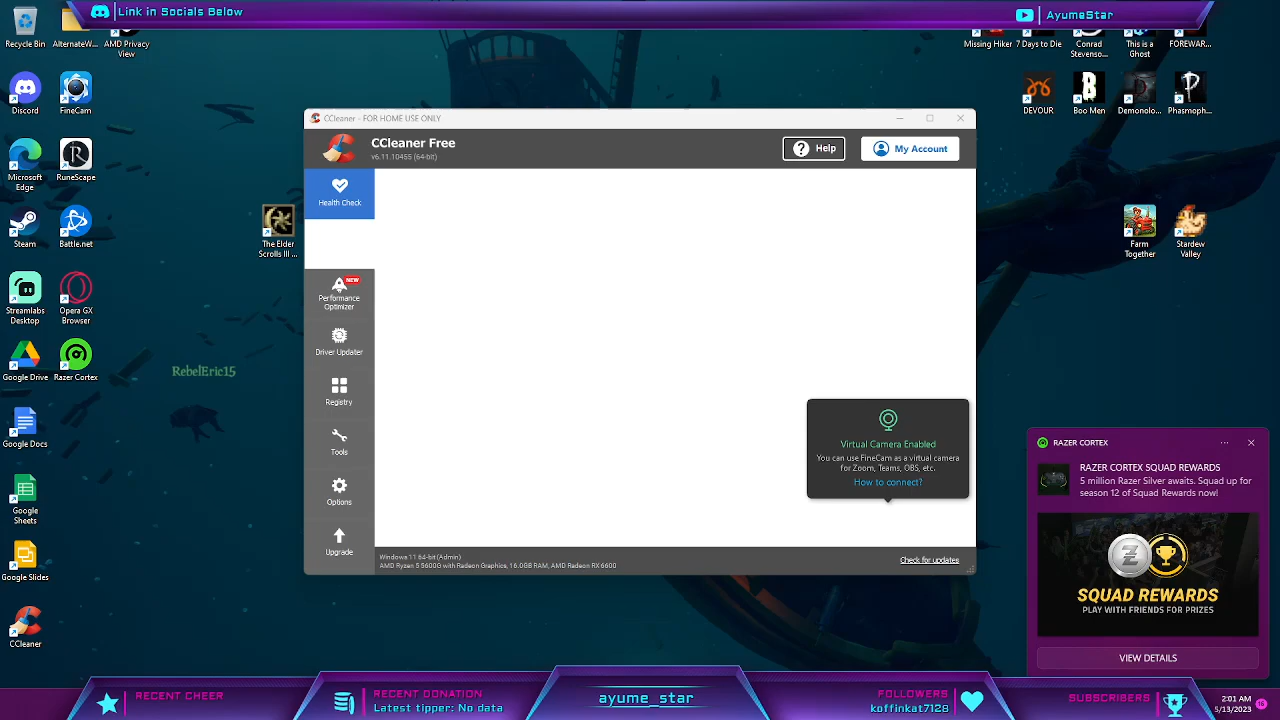 Link in Socials Below
AyumeStar
Recycle Bin
AlternateW...
AMD Privacy
View
Missing Hiker
7 Days to Die
Conrad
Stevenso...
This is a
Ghost
FOREWAR...
Discord
FineCam
DEVOUR
Boo Men
Demonolo...
Phasmoph...
Microsoft
Edge
RuneScape
Steam
Battle.net
The Elder
Scrolls III ...
Farm
Together
Stardew
Valley
Streamlabs
Desktop
Opera GX
Browser
Google Drive
Razer Cortex
RebelEric15
Google Docs
Google
Sheets
Google Slides
CCleaner
CCleaner - FOR HOME USE ONLY
CCleaner Free
v6.11.10455 (64-bit)
Help
My Account
Health Check
NEW
Performance
Optimizer
Driver Updater
Registry
Tools
Options
Upgrade
Virtual Camera Enabled
You can use FineCam as a virtual camera
for Zoom, Teams, OBS, etc.
How to connect?
Windows 11 64-bit (Admin)
AMD Ryzen 5 5600G with Radeon Graphics, 16.0GB RAM, AMD Radeon RX 6600
Check for updates
RAZER CORTEX
RAZER CORTEX SQUAD REWARDS
5 million Razer Silver awaits. Squad up for
season 12 of Squad Rewards now!
SQUAD REWARDS
PLAY WITH FRIENDS FOR PRIZES
VIEW DETAILS
RECENT CHEER
RECENT DONATION
Latest tipper: No data
ayume_star
FOLLOWERS
koffinkat7128
SUBSCRIBERS
2:01 AM
5/13/2023